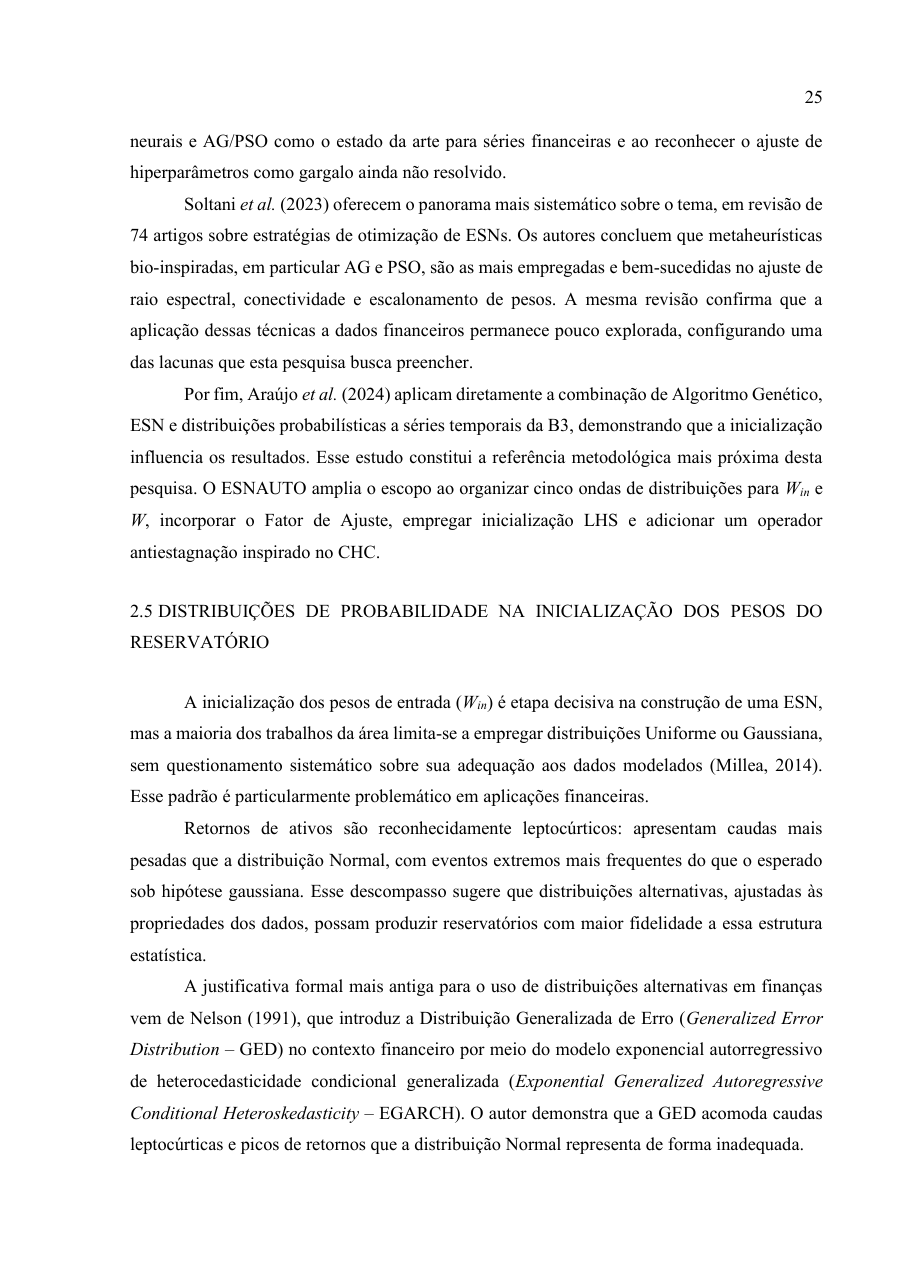 25
neurais e AG/PSO como o estado da arte para séries financeiras e ao reconhecer o ajuste de
hiperparâmetros como gargalo ainda não resolvido.
Soltani et al. (2023) oferecem o panorama mais sistemático sobre o tema, em revisão de
74 artigos sobre estratégias de otimização de ESNs. Os autores concluem que metaheurísticas
bio-inspiradas, em particular AG e PSO, são as mais empregadas e bem-sucedidas no ajuste de
raio espectral, conectividade e escalonamento de pesos. A mesma revisão confirma que a
aplicação dessas técnicas a dados financeiros permanece pouco explorada, configurando uma
das lacunas que esta pesquisa busca preencher.
Por fim, Araújo et al. (2024) aplicam diretamente a combinação de Algoritmo Genético,
ESN e distribuições probabilísticas a séries temporais da B3, demonstrando que a inicialização
influencia os resultados. Esse estudo constitui a referência metodológica mais próxima desta
pesquisa. O ESNAUTO amplia o escopo ao organizar cinco ondas de distribuições para Win e
W, incorporar o Fator de Ajuste, empregar inicialização LHS e adicionar um operador
antiestagnação inspirado no CHC.
2.5 DISTRIBUIÇÕES DE PROBABILIDADE NA INICIALIZAÇÃO DOS PESOS DO
RESERVATÓRIO
A inicialização dos pesos de entrada (Win) é etapa decisiva na construção de uma ESN,
mas a maioria dos trabalhos da área limita-se a empregar distribuições Uniforme ou Gaussiana,
sem questionamento sistemático sobre sua adequação aos dados modelados (Millea, 2014).
Esse padrão é particularmente problemático em aplicações financeiras.
Retornos de ativos são reconhecidamente leptocúrticos: apresentam caudas mais
pesadas que a distribuição Normal, com eventos extremos mais frequentes do que o esperado
sob hipótese gaussiana. Esse descompasso sugere que distribuições alternativas, ajustadas às
propriedades dos dados, possam produzir reservatórios com maior fidelidade a essa estrutura
estatística.
A justificativa formal mais antiga para o uso de distribuições alternativas em finanças
vem de Nelson (1991), que introduz a Distribuição Generalizada de Erro (Generalized Error
Distribution – GED) no contexto financeiro por meio do modelo exponencial autorregressivo
de heterocedasticidade condicional generalizada (Exponential Generalized Autoregressive
Conditional Heteroskedasticity – EGARCH). O autor demonstra que a GED acomoda caudas
leptocúrticas e picos de retornos que a distribuição Normal representa de forma inadequada.